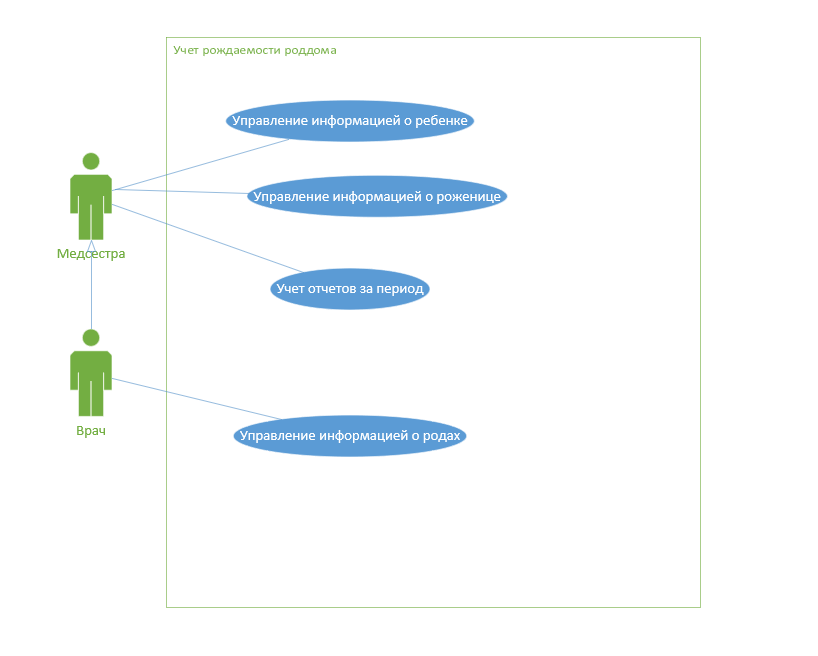 Учет рождаемости роддома
Управление информацией о ребенке
Управление информацией о роженице
Медсестра
Учет отчетов за период
Врач
Управление информацией о родах